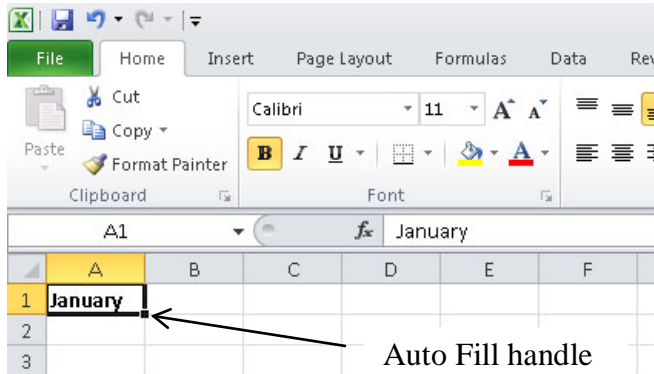 File Home Insert Page Layout Formulas Data Rev
Cut
Copy
Format Painter
Paste
Calibri 11 A A
B I U A
Clipboard Font
A1 fx January
A B C D E F
1 January
2
3
Auto Fill handle